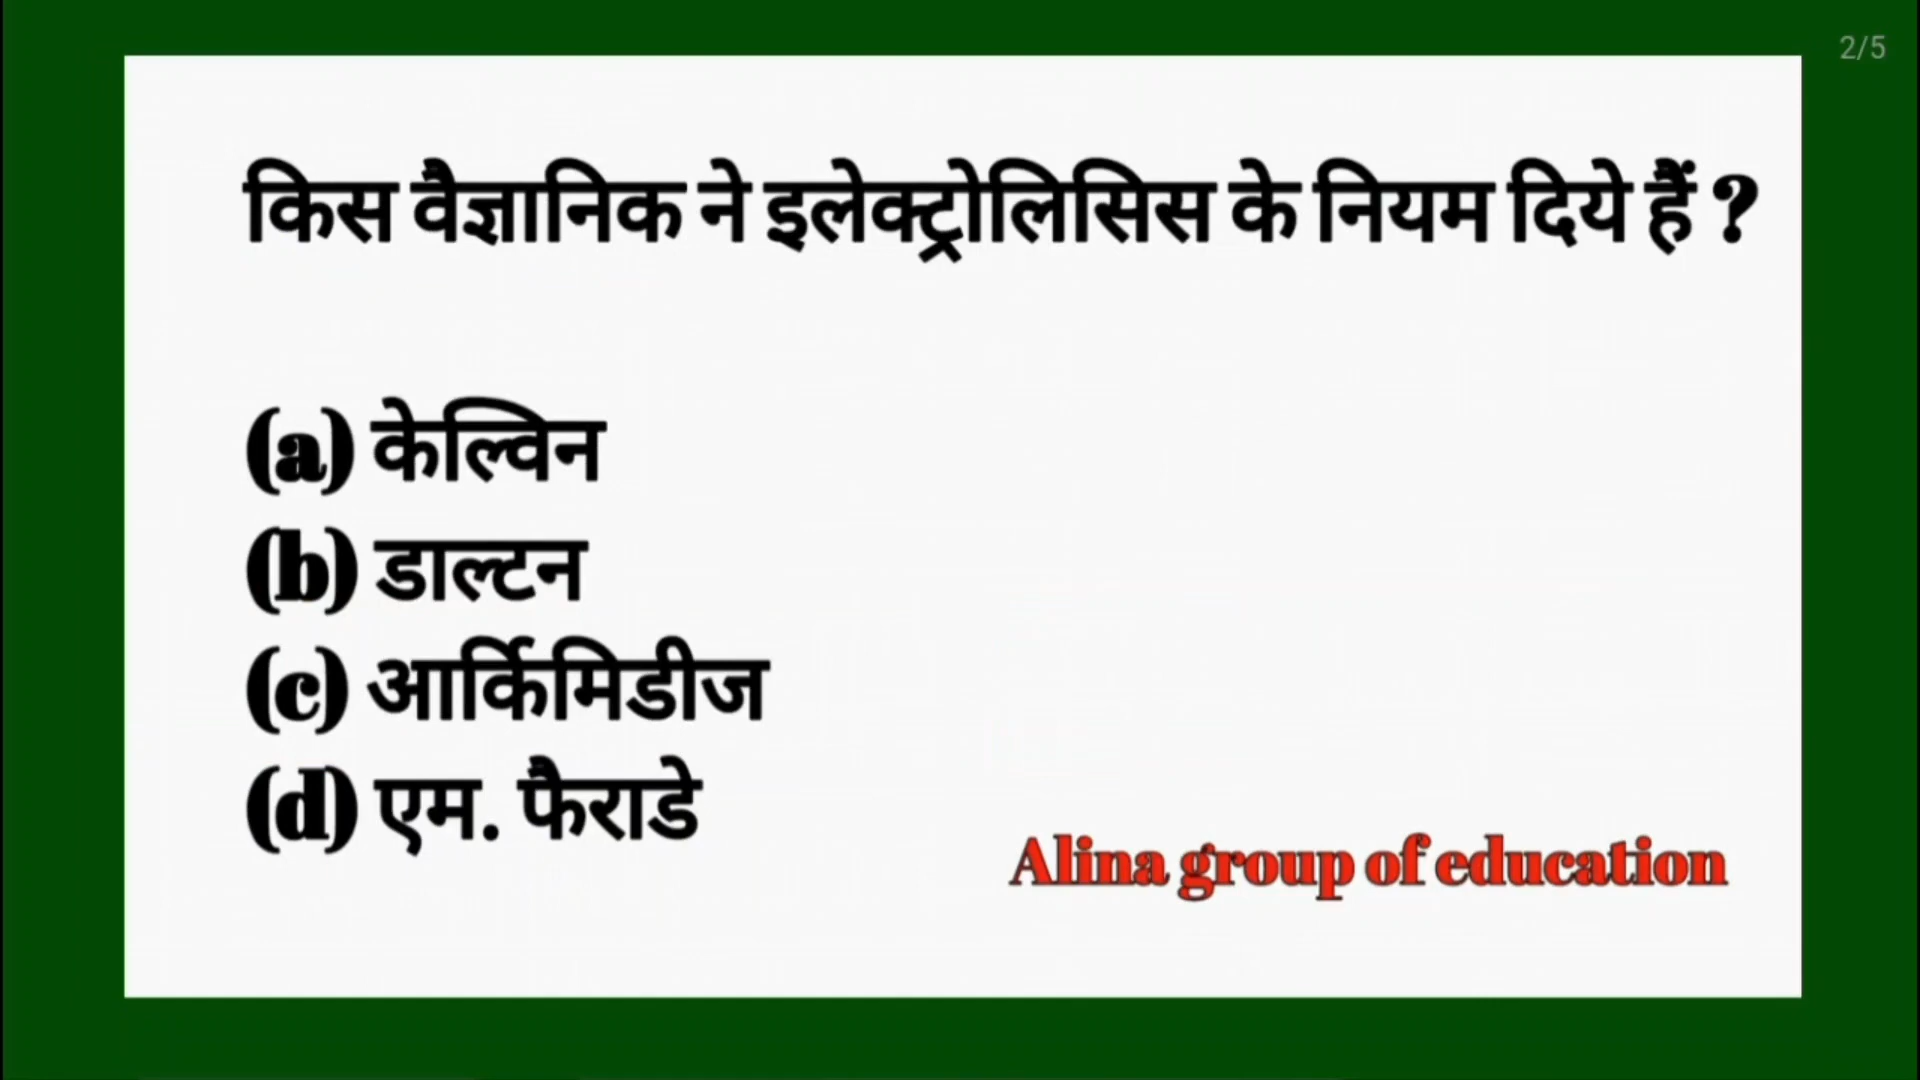 2/5
किस वैज्ञानिक ने इलेक्ट्रोलिसिस के नियम दिये हैं ?
(a) केल्विन
(b) डाल्टन
(c) आर्किमिडीज
(d) एम. फैराडे
Alina group of education